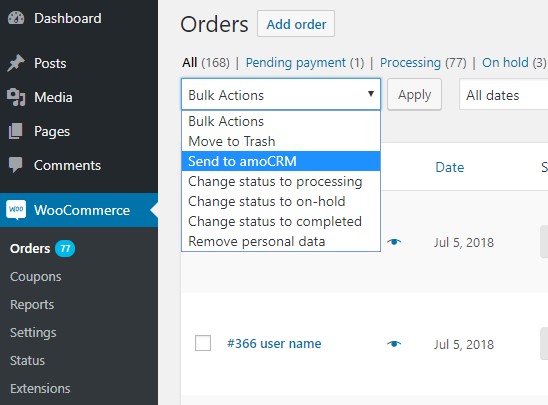 Dashboard
Posts
Media
Pages
Comments
WooCommerce
Orders 77
Coupons
Reports
Settings
Status
Extensions
Orders Add order
All (168) | Pending payment (1) | Processing (77) | On hold (3)
Bulk Actions Apply All dates
Bulk Actions
Move to Trash
Send to amoCRM
Change status to processing
Change status to on-hold
Change status to completed
Remove personal data
Date S
Jul 5, 2018
#366 user name Jul 5, 2018